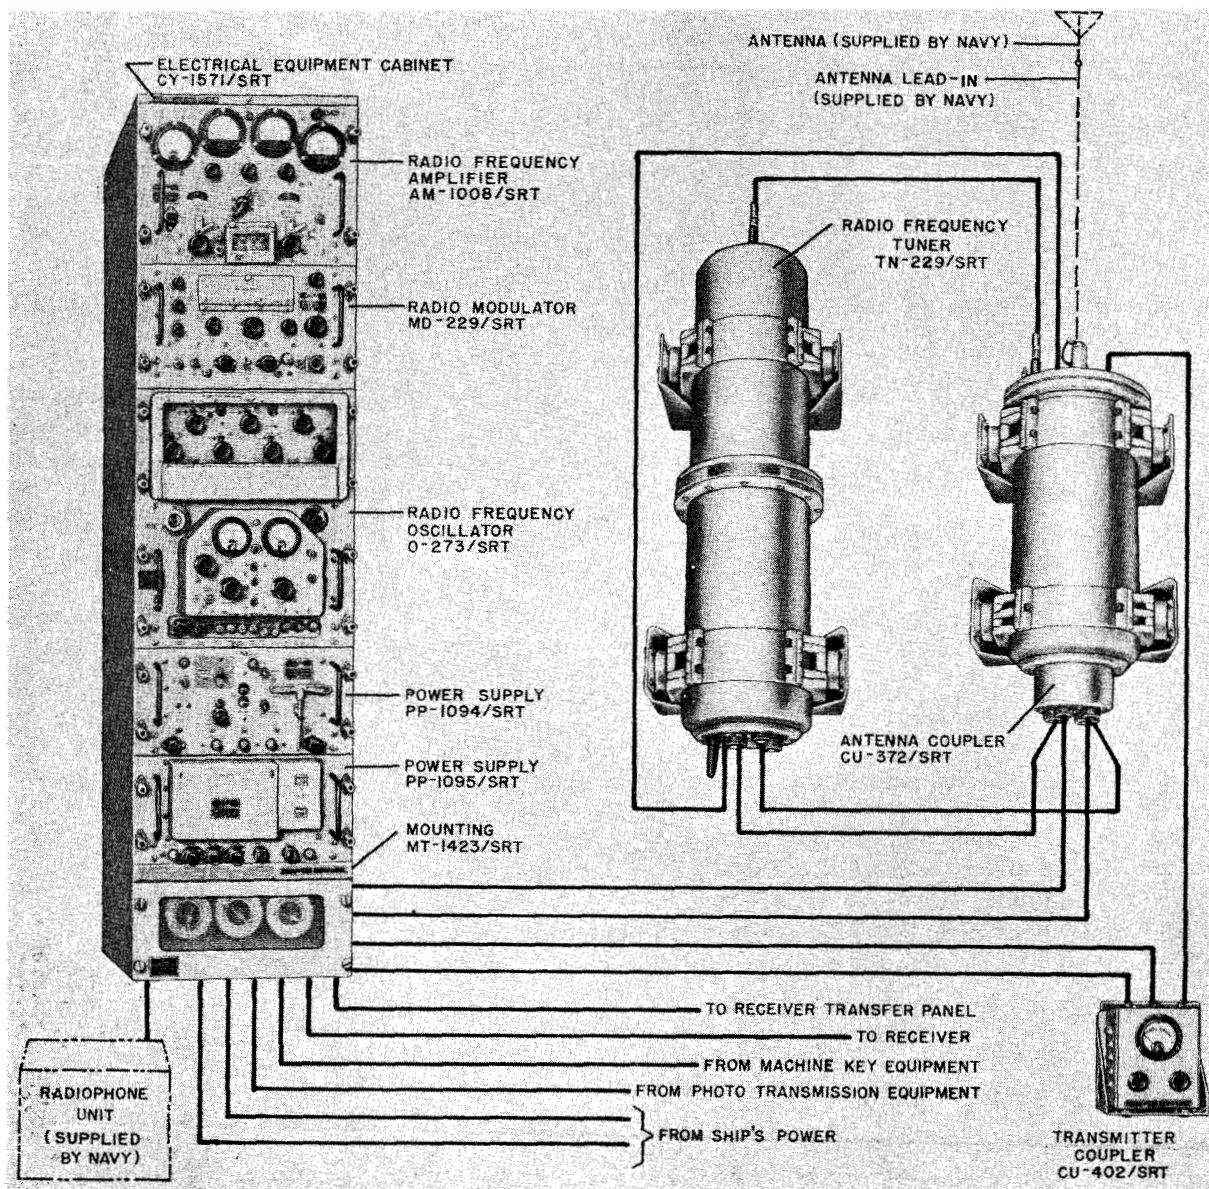 ELECTRICAL EQUIPMENT CABINET
CY-1571/SRT
ANTENNA (SUPPLIED BY NAVY)
ANTENNA LEAD-IN
(SUPPLIED BY NAVY)
RADIO FREQUENCY
AMPLIFIER
AM-1008/SRT
RADIO FREQUENCY
TUNER
TN-229/SRT
RADIO MODULATOR
MD-229/SRT
RADIO FREQUENCY
OSCILLATOR
O-273/SRT
POWER SUPPLY
PP-1094/SRT
ANTENNA COUPLER
CU-372/SRT
POWER SUPPLY
PP-1095/SRT
MOUNTING
MT-1423/SRT
TO RECEIVER TRANSFER PANEL
TO RECEIVER
FROM MACHINE KEY EQUIPMENT
FROM PHOTO TRANSMISSION EQUIPMENT
FROM SHIP'S POWER
RADIOPHONE
UNIT
(SUPPLIED
BY NAVY)
TRANSMITTER
COUPLER
CU-402/SRT